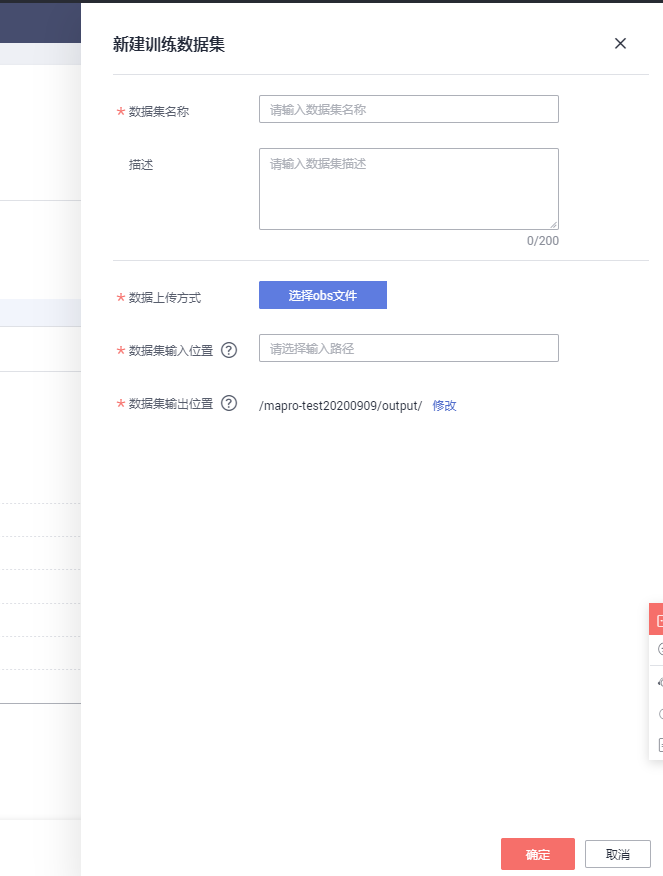 新建训练数据集
* 数据集名称 请输入数据集名称
描述 请输入数据集描述
0/200
* 数据上传方式 选择obs文件
* 数据集输入位置 ? 请选择输入路径
* 数据集输出位置 ? /mapro-test20200909/output/ 修改
确定 取消